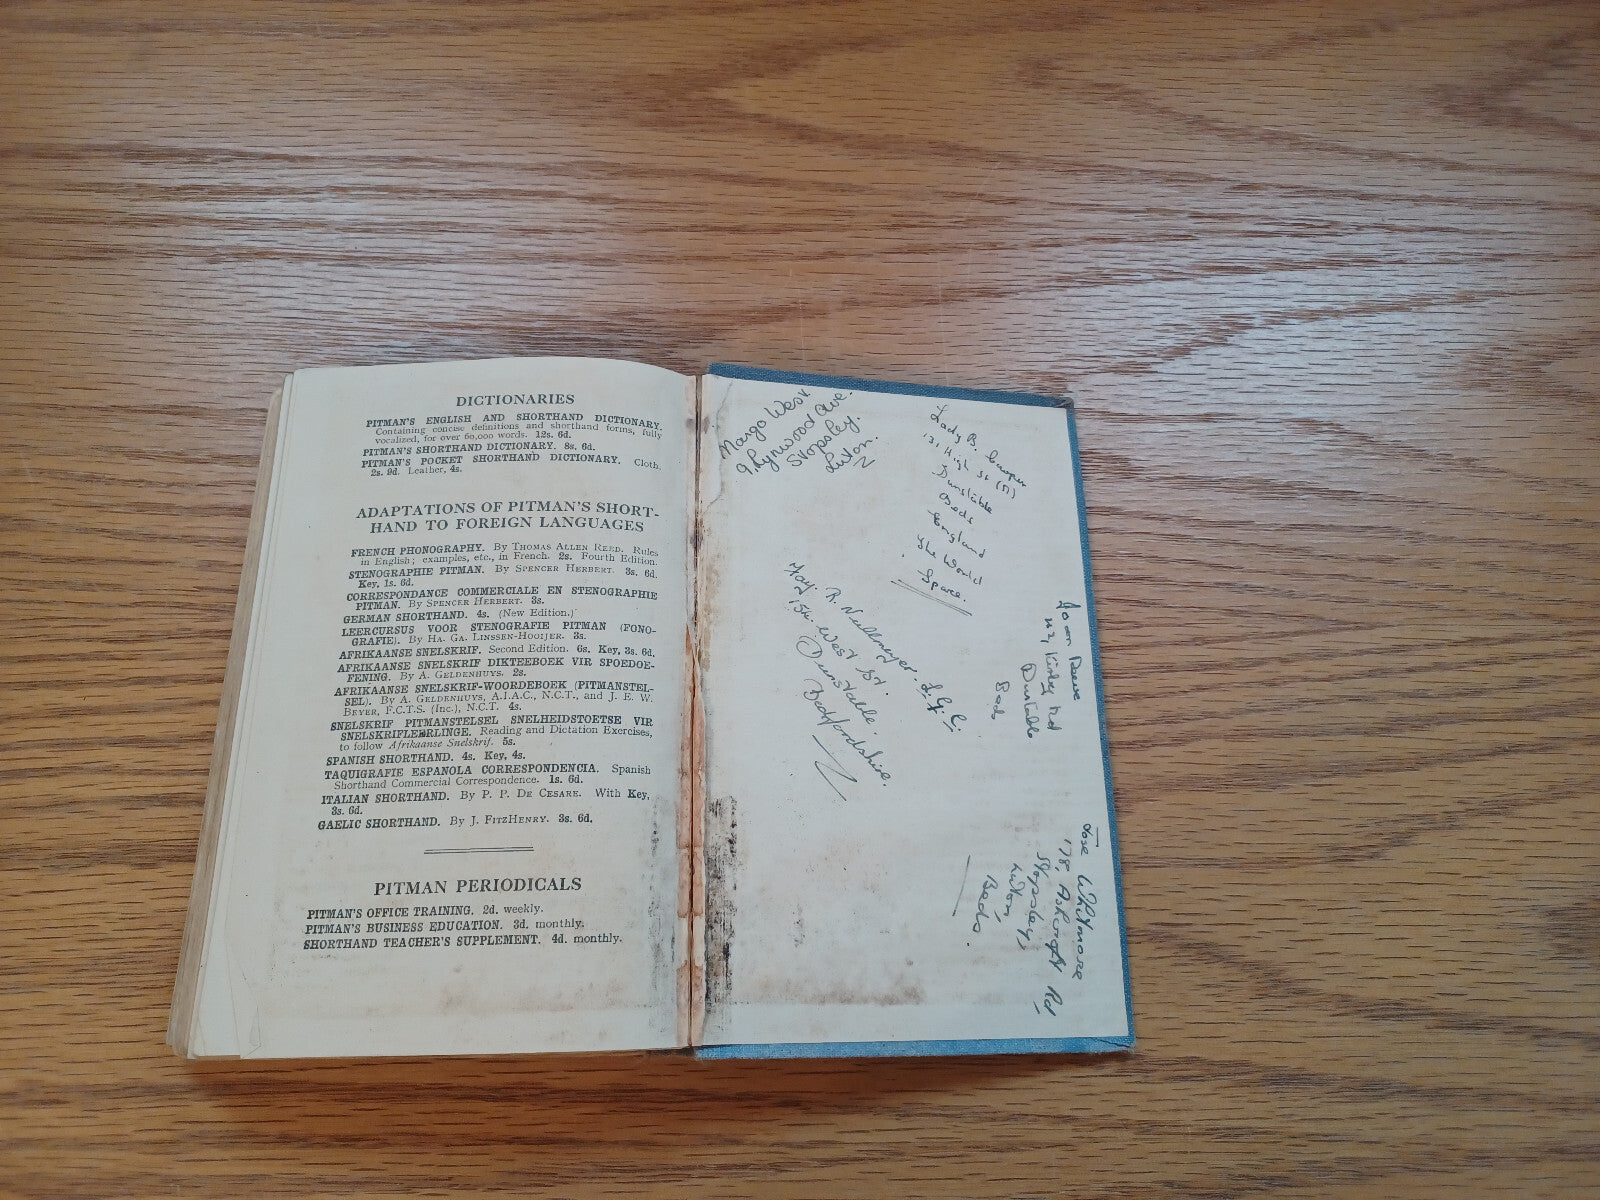 DICTIONARIES
PITMAN'S ENGLISH AND SHORTHAND DICTIONARY.
Containing concise definitions and shorthand forms, fully
vocalized, for over 60,000 words. 12s. 6d.
PITMAN'S SHORTHAND DICTIONARY. 8s. 6d.
PITMAN'S POCKET SHORTHAND DICTIONARY. Cloth,
2s. 9d. Leather, 4s.
ADAPTATIONS OF PITMAN'S SHORT-
HAND TO FOREIGN LANGUAGES
FRENCH PHONOGRAPHY. By THOMAS ALLEN REED. Rules
in English; examples, etc., in French. 2s. Fourth Edition.
STENOGRAPHIE PITMAN. By SPENCER HERBERT. 3s. 6d.
Key, 1s. 6d.
CORRESPONDANCE COMMERCIALE EN STENOGRAPHIE
PITMAN. By SPENCER HERBERT. 3s.
GERMAN SHORTHAND. 4s. (New Edition.)
LEERCURSUS VOOR STENOGRAFIE PITMAN (FONO-
GRAFIE). By HA. GA. LINSSEN-HOOIJER. 3s.
AFRIKAANSE SNELSKRIF. Second Edition. 6s. Key, 3s. 6d.
AFRIKAANSE SNELSKRIF DIKTEEBOEK VIR SPOEDOE-
FENING. By A. GELDENHUYS. 2s.
AFRIKAANSE SNELSKRIF-WOORDEBOEK (PITMANSTEL-
SEL). By A. GELDENHUYS, A.I.A.C., N.C.T., and J. E. W.
BEYER, F.C.T.S. (Inc.), N.C.T. 4s.
SNELSKRIF PITMANSTELSEL SNELHEIDSTOETSE VIR
SNELSKRIFLEERLINGE. Reading and Dictation Exercises,
to follow Afrikaanse Snelskrif. 5s.
SPANISH SHORTHAND. 4s. Key, 4s.
TAQUIGRAFIE ESPANOLA CORRESPONDENCIA. Spanish
Shorthand Commercial Correspondence. 1s. 6d.
ITALIAN SHORTHAND. By P. P. DE CESARE. With Key,
3s. 6d.
GAELIC SHORTHAND. By J. FITZHENRY. 3s. 6d.
PITMAN PERIODICALS
PITMAN'S OFFICE TRAINING. 2d. weekly.
PITMAN'S BUSINESS EDUCATION. 3d. monthly.
SHORTHAND TEACHER'S SUPPLEMENT. 4d. monthly.
Margo West
9, Lynwood Ave.
Stopsley.
Luton.
Lady R. Cooper
131 High St (N)
Dunstable
Beds
England
The World
Space.
May. R.
West St.
Dunstable
Bedfordshire.
Joan
Kirby Rd
Dunstable
Beds
Whitmore
178, Ashcroft Rd
Stopsley,
Luton,
Beds.